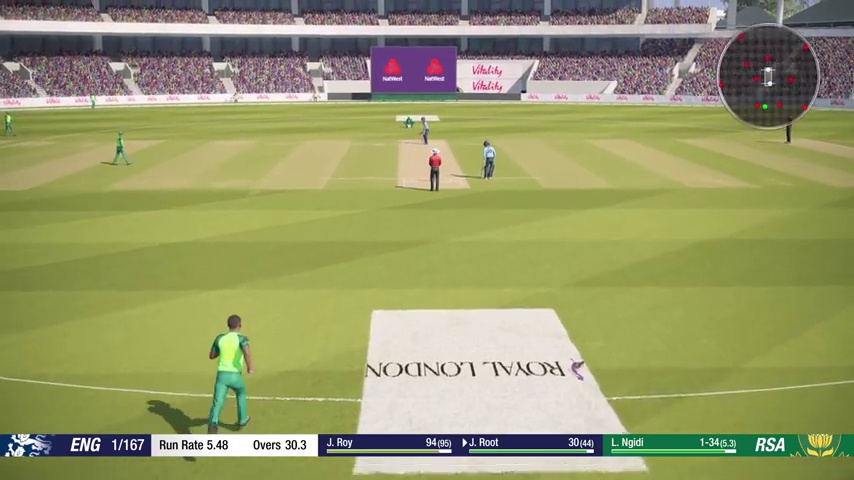 NatWest NatWest
Vitality
Vitality
ROYAL LONDON
ENG 1/167 Run Rate 5.48 Overs 30.3 J. Roy 94 (95) J. Root 30 (44) L. Ngidi 1-34 (5.3) RSA